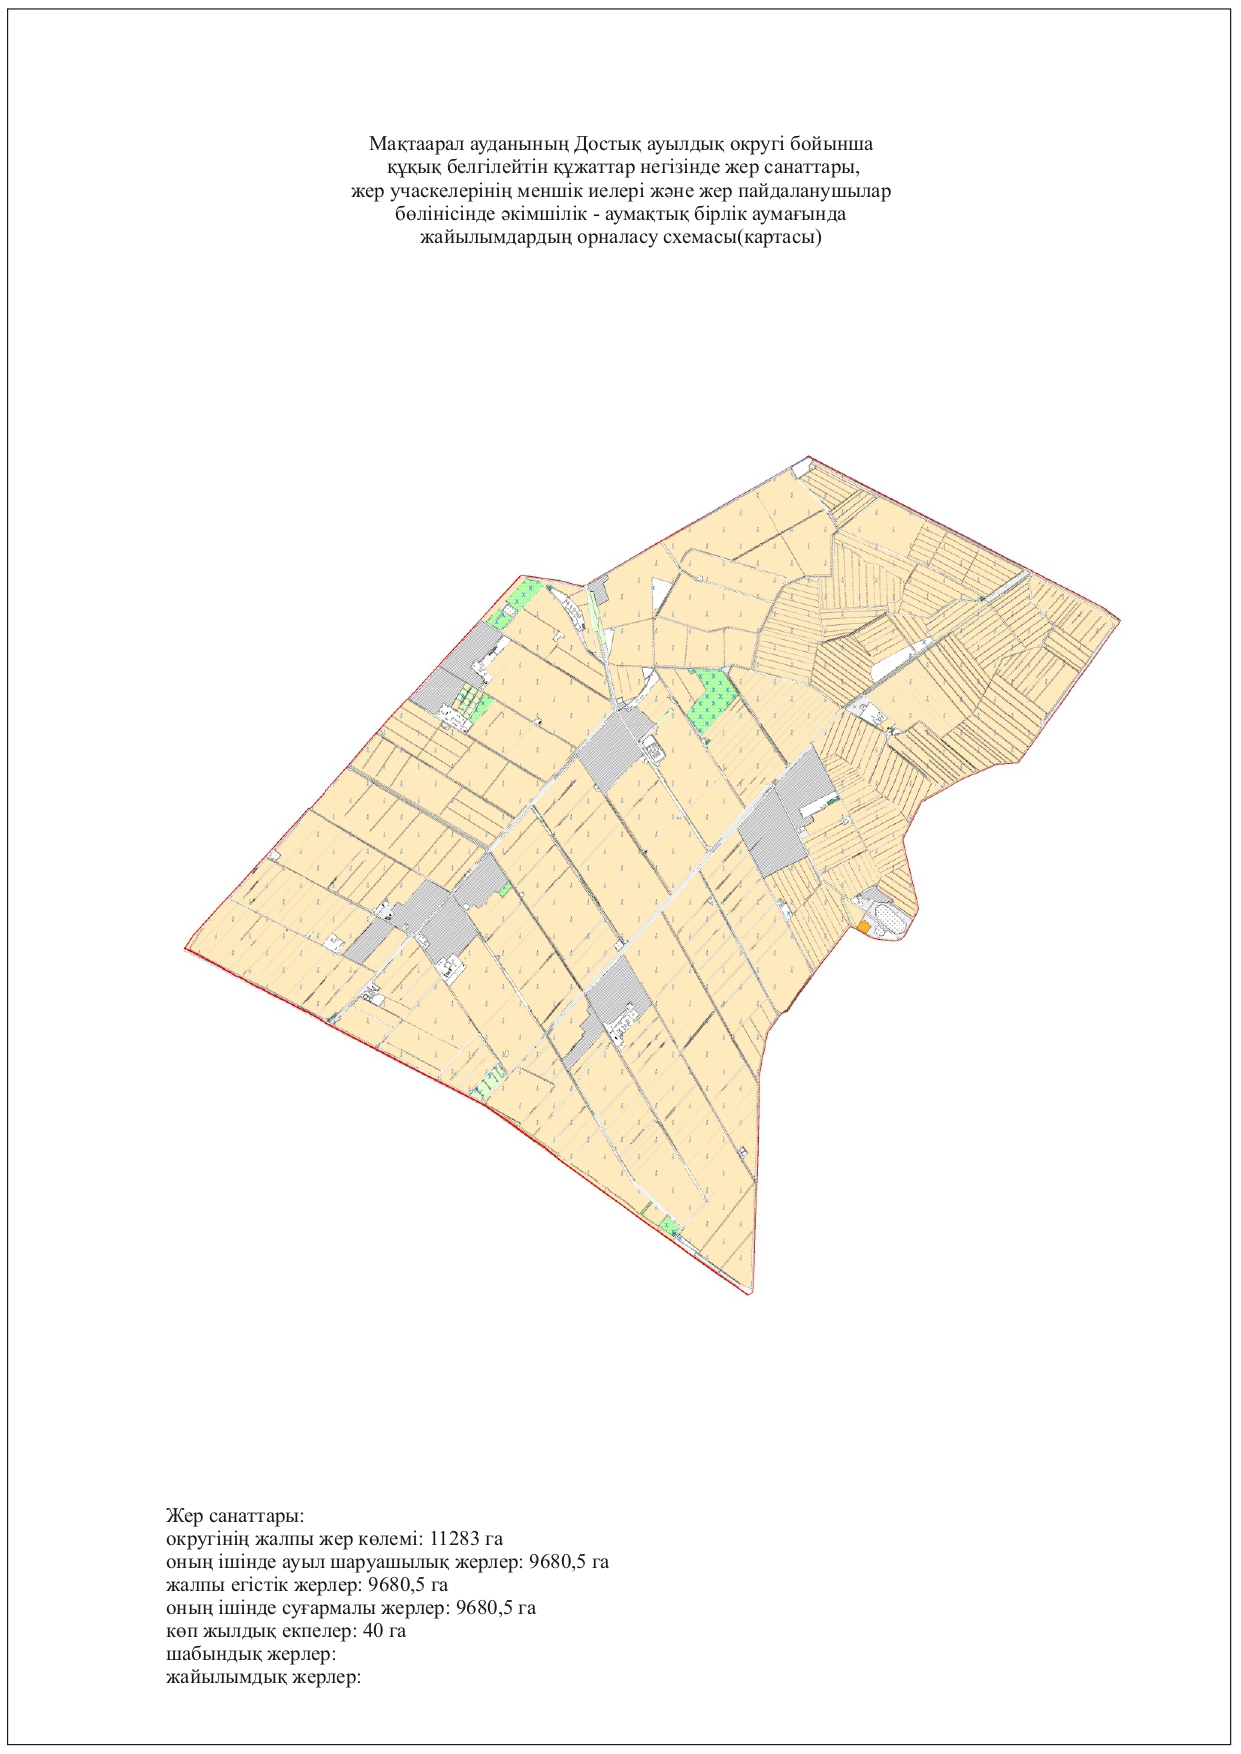 Мақтаарал ауданының Достық ауылдық округі бойынша
құқық белгілейтін құжаттар негізінде жер санаттары,
жер учаскелерінің меншік иелері және жер пайдаланушылар
бөлінісінде әкімшілік - аумақтық бірлік аумағында
жайылымдардың орналасу схемасы(картасы)
Жер санаттары:
округінің жалпы жер көлемі: 11283 га
оның ішінде ауыл шаруашылық жерлер: 9680,5 га
жалпы егістік жерлер: 9680,5 га
оның ішінде суғармалы жерлер: 9680,5 га
көп жылдық екпелер: 40 га
шабындық жерлер:
жайылымдық жерлер: